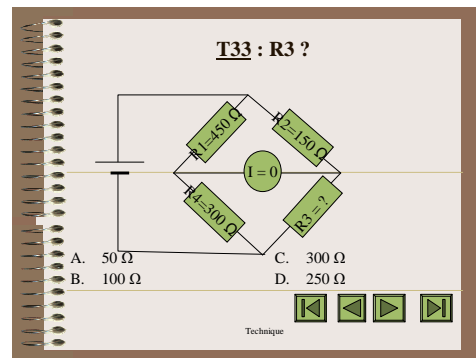 T33 : R3 ?
R1=450 Ω
R2=150 Ω
I = 0
R4=300 Ω
R3 = ?
A. 50 Ω
C. 300 Ω
B. 100 Ω
D. 250 Ω
Technique